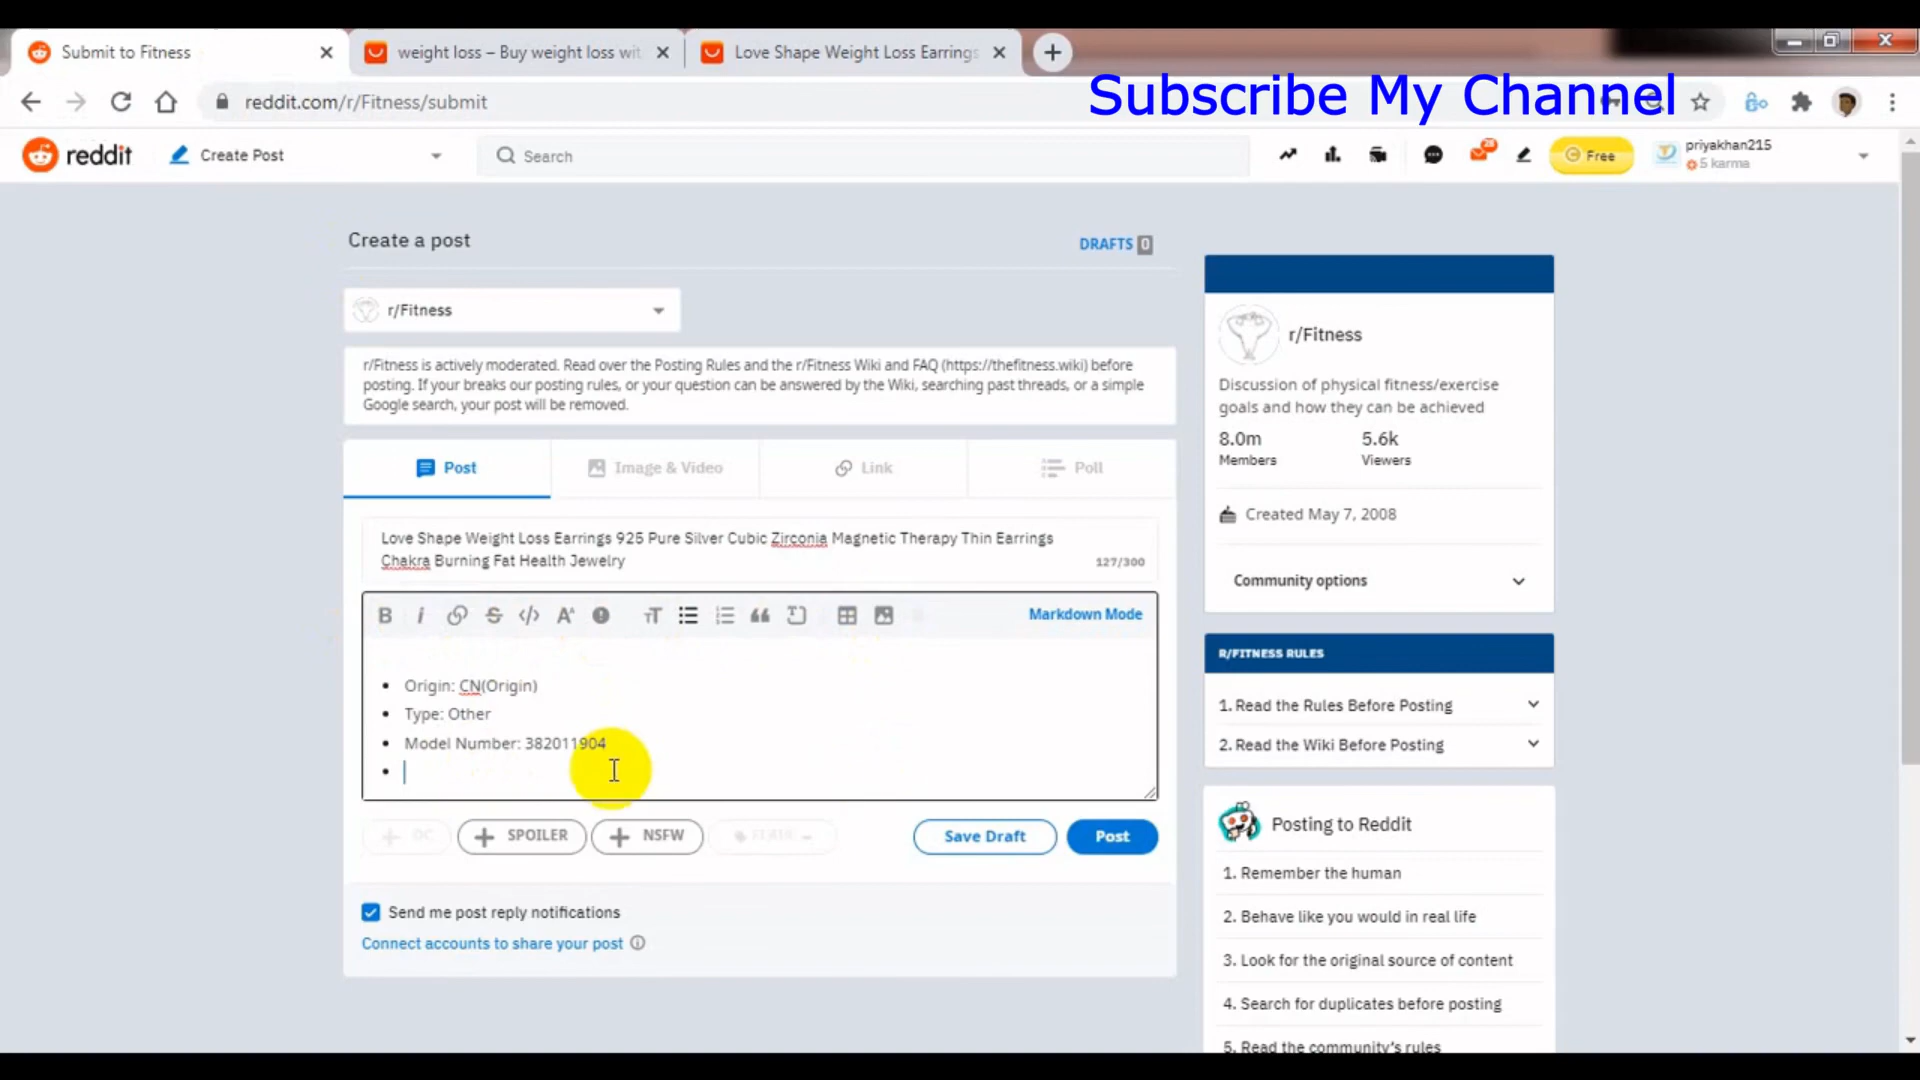 Submit to Fitness
weight loss – Buy weight loss wit
Love Shape Weight Loss Earrings
reddit.com/r/Fitness/submit
Subscribe My Channel
reddit
Create Post
Search
28
Free
priyakhan215
5 karma
Create a post
DRAFTS 0
r/Fitness
r/Fitness is actively moderated. Read over the Posting Rules and the r/Fitness Wiki and FAQ (https://thefitness.wiki) before
posting. If your breaks our posting rules, or your question can be answered by the Wiki, searching past threads, or a simple
Google search, your post will be removed.
Post
Image & Video
Link
Poll
Love Shape Weight Loss Earrings 925 Pure Silver Cubic Zirconia Magnetic Therapy Thin Earrings
Chakra Burning Fat Health Jewelry
127/300
Markdown Mode
• Origin: CN(Origin)
• Type: Other
• Model Number: 382011904
+ OC
+ SPOILER
+ NSFW
FLAIR
Save Draft
Post
Send me post reply notifications
Connect accounts to share your post
r/Fitness
Discussion of physical fitness/exercise
goals and how they can be achieved
8.0m
5.6k
Members
Viewers
Created May 7, 2008
Community options
R/FITNESS RULES
1. Read the Rules Before Posting
2. Read the Wiki Before Posting
Posting to Reddit
1. Remember the human
2. Behave like you would in real life
3. Look for the original source of content
4. Search for duplicates before posting
5. Read the community's rules